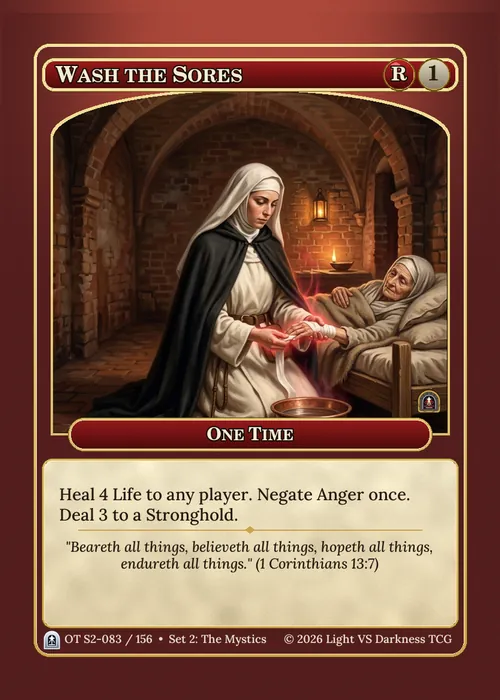 Wash the Sores
R 1
One Time
Heal 4 Life to any player. Negate Anger once.
Deal 3 to a Stronghold.
"Beareth all things, believeth all things, hopeth all things,
endureth all things." (1 Corinthians 13:7)
OT S2-083 / 156 • Set 2: The Mystics © 2026 Light VS Darkness TCG